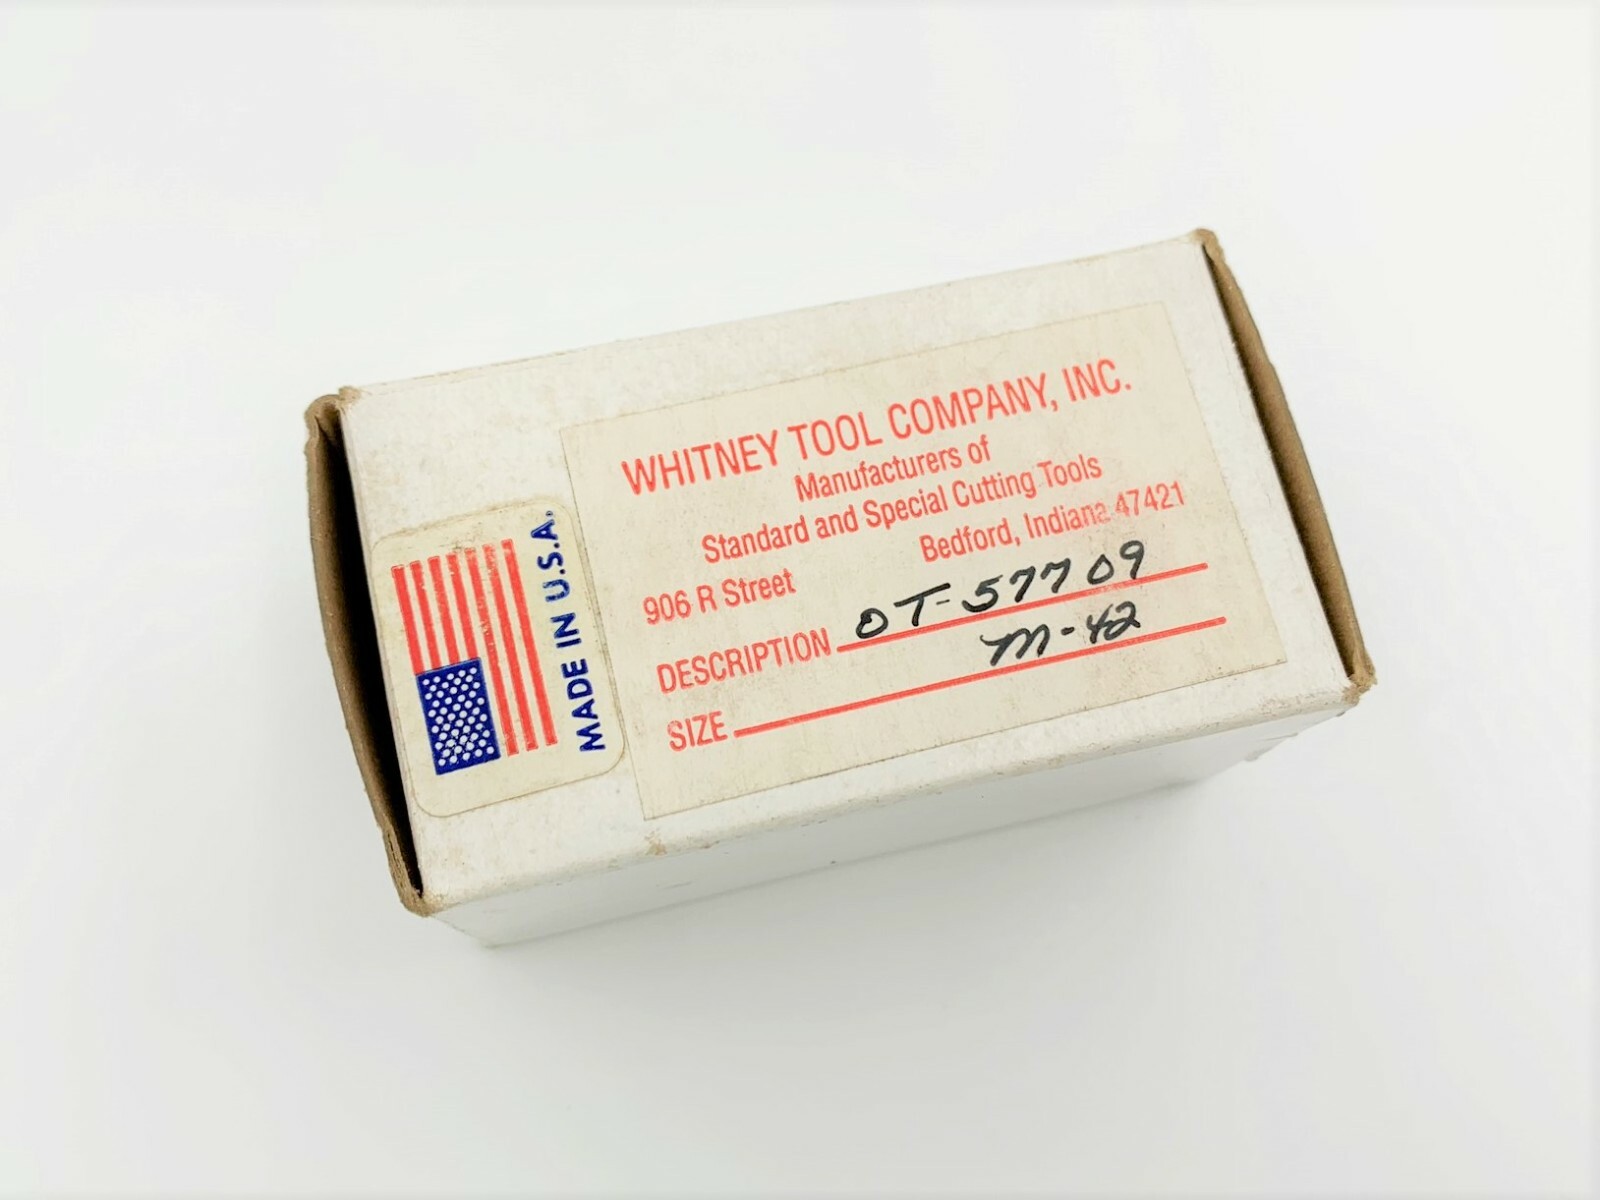 WHITNEY TOOL COMPANY, INC.
Manufacturers of
Standard and Special Cutting Tools
906 R Street Bedford, Indiana 47421
DESCRIPTION OT-57709
SIZE M-42
MADE IN U.S.A.